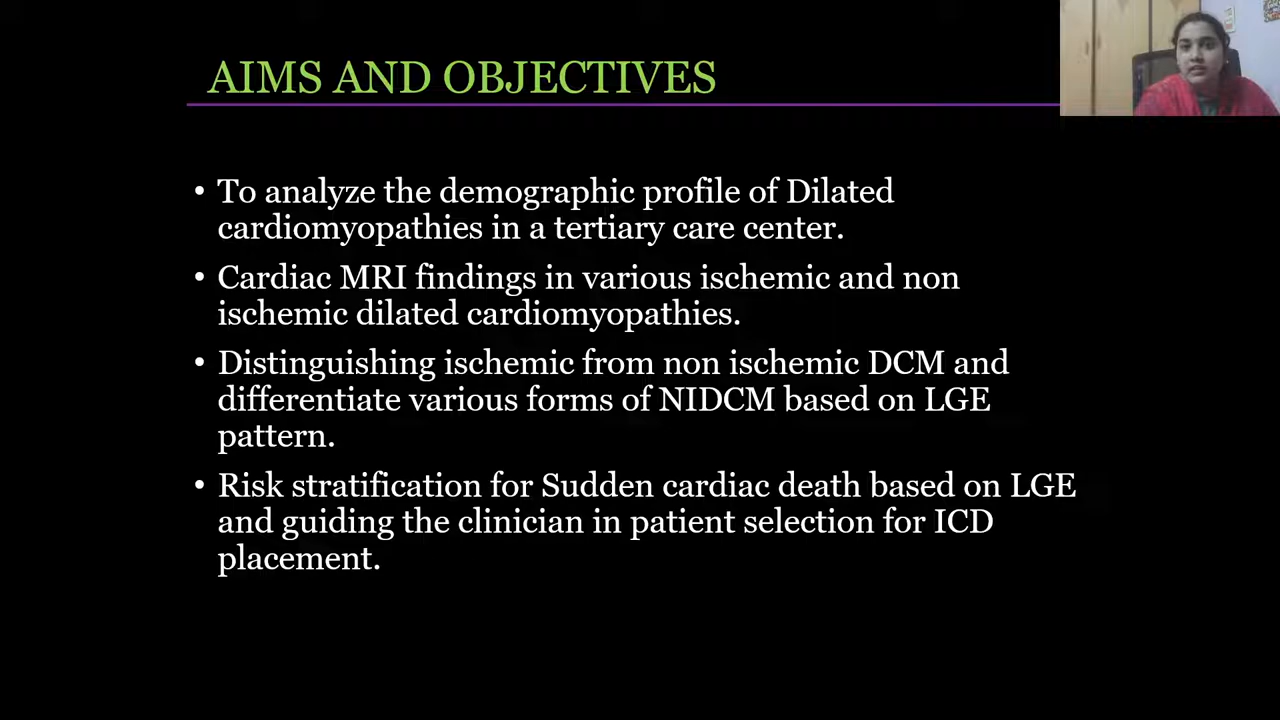 AIMS AND OBJECTIVES
• To analyze the demographic profile of Dilated
cardiomyopathies in a tertiary care center.
• Cardiac MRI findings in various ischemic and non
ischemic dilated cardiomyopathies.
• Distinguishing ischemic from non ischemic DCM and
differentiate various forms of NIDCM based on LGE
pattern.
• Risk stratification for Sudden cardiac death based on LGE
and guiding the clinician in patient selection for ICD
placement.